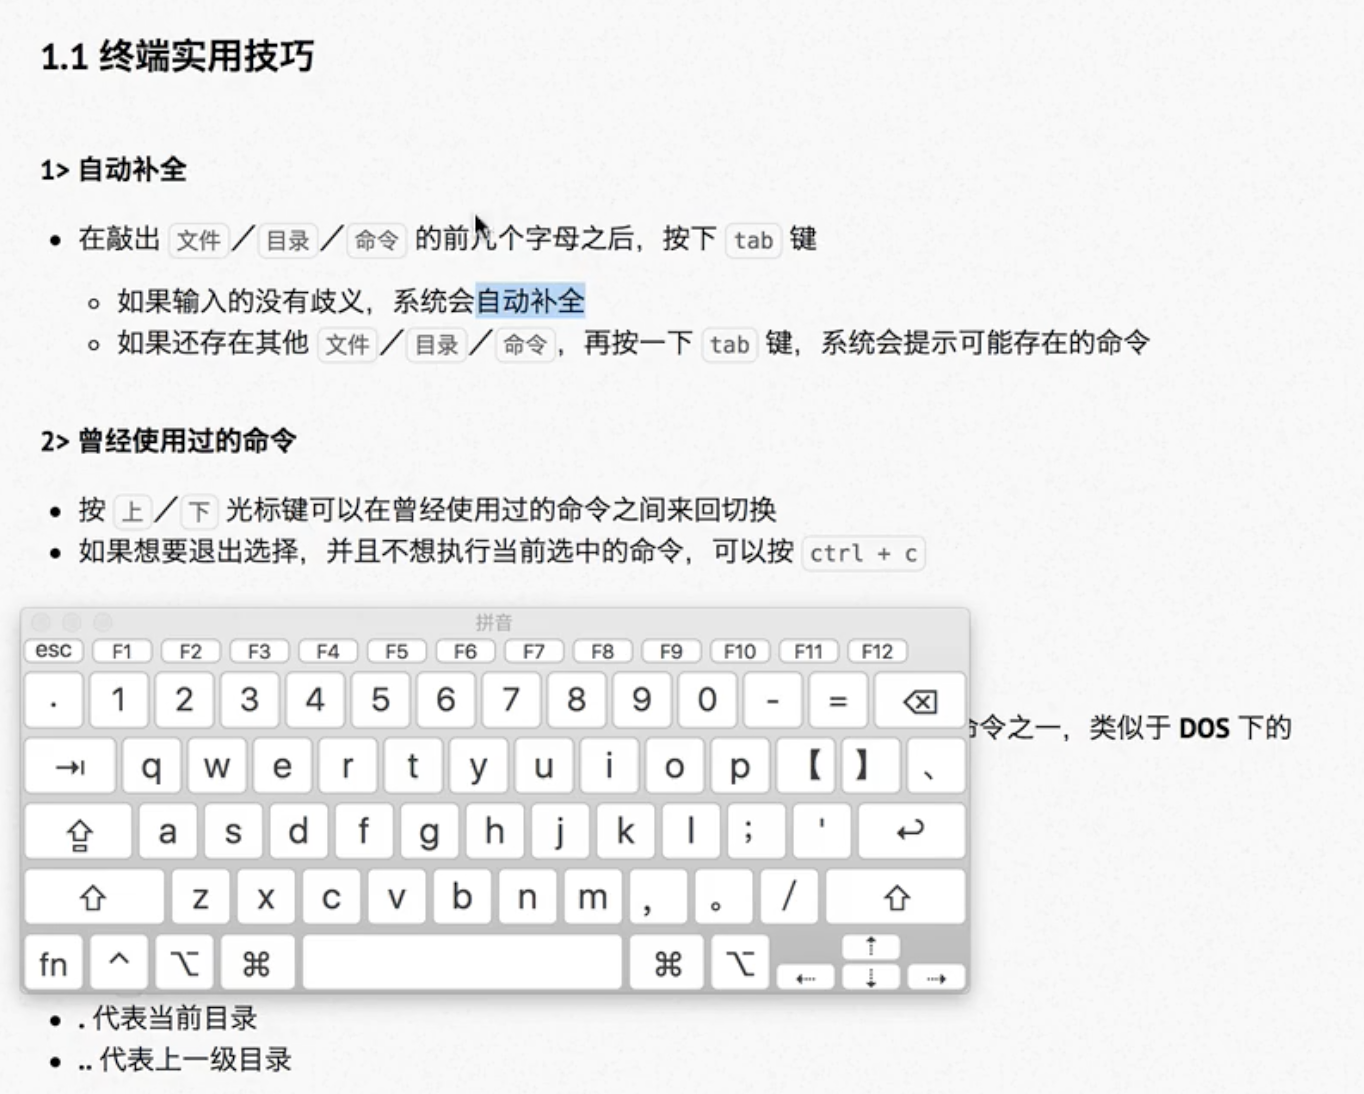 1.1 终端实用技巧
1> 自动补全
在敲出 文件／目录／命令 的前几个字母之后，按下 tab 键
如果输入的没有歧义，系统会自动补全
如果还存在其他 文件／目录／命令，再按一下 tab 键，系统会提示可能存在的命令
2> 曾经使用过的命令
按 上／下 光标键可以在曾经使用过的命令之间来回切换
如果想要退出选择，并且不想执行当前选中的命令，可以按 ctrl + c
拼音
esc F1 F2 F3 F4 F5 F6 F7 F8 F9 F10 F11 F12
· 1 2 3 4 5 6 7 8 9 0 - =
令之一，类似于 DOS 下的
q w e r t y u i o p 【 】 、
a s d f g h j k l ; '
z x c v b n m , 。 /
fn ^ ⌥ ⌘ ⌘ ⌥
. 代表当前目录
.. 代表上一级目录